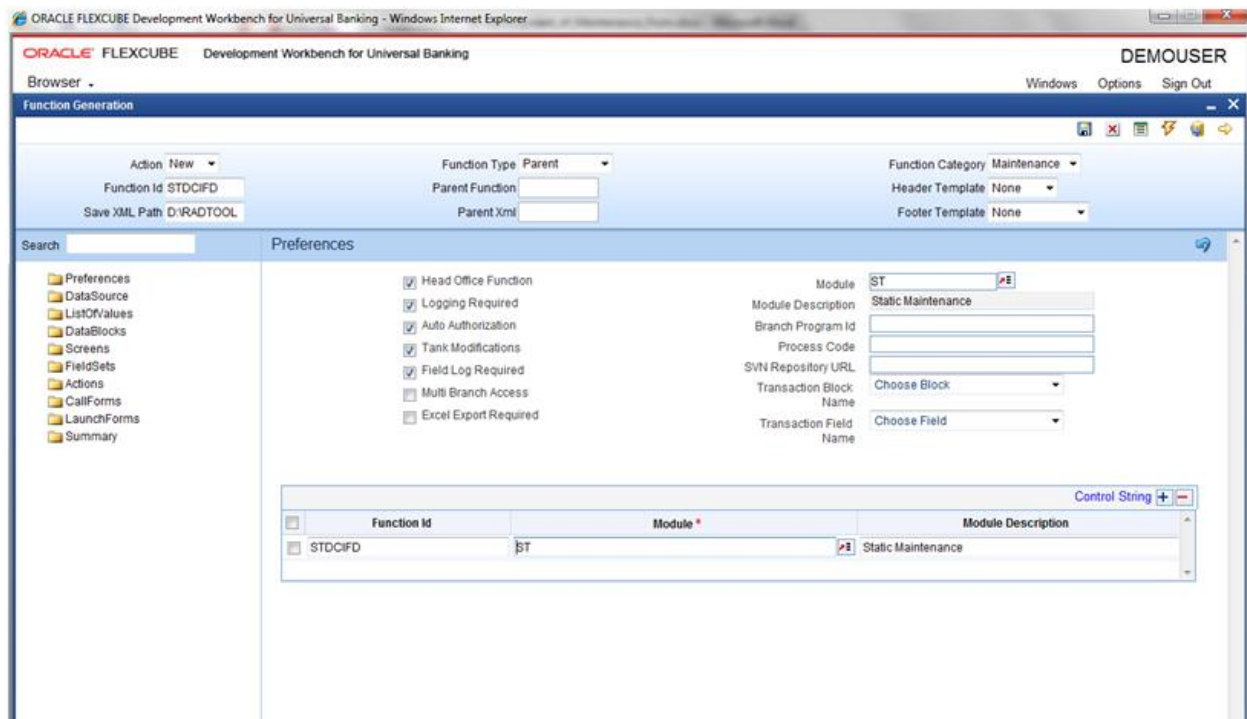 ORACLE FLEXCUBE Development Workbench for Universal Banking - Windows Internet Explorer
ORACLE FLEXCUBE Development Workbench for Universal Banking
DEMOUSER
Browser
Windows Options Sign Out
Function Generation
Action New Function Type Parent Function Category Maintenance
Function Id STDCIFD Parent Function Header Template None
Save XML Path D:\RADTOOL Parent Xml Footer Template None
Search
Preferences
Preferences
DataSource
ListOfValues
DataBlocks
Screens
FieldSets
Actions
CallForms
LaunchForms
Summary
Head Office Function
Logging Required
Auto Authorization
Tank Modifications
Field Log Required
Multi Branch Access
Excel Export Required
Module ST
Module Description Static Maintenance
Branch Program Id
Process Code
SVN Repository URL
Transaction Block Choose Block
Name
Transaction Field Choose Field
Name
Control String + −
Function Id Module * Module Description
STDCIFD ST Static Maintenance